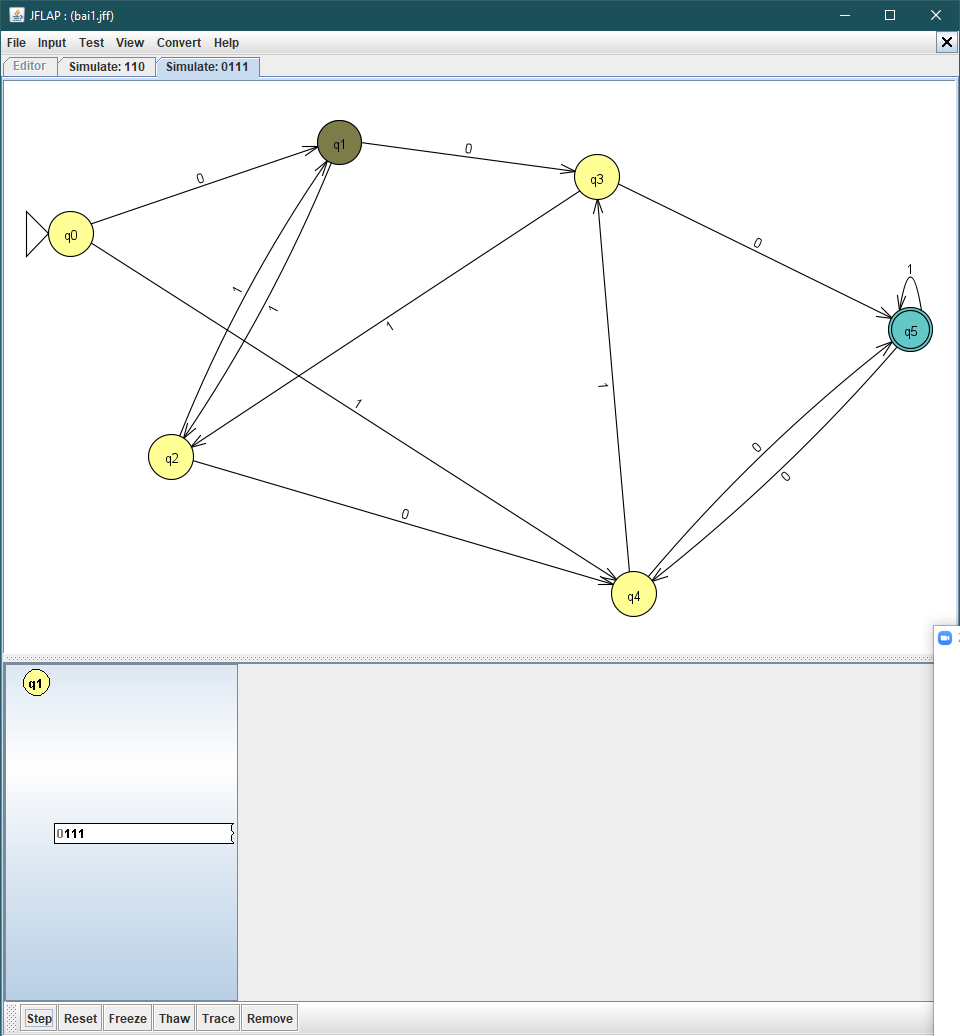 JFLAP : (bai1.jff)
File Input Test View Convert Help
Editor Simulate: 110 Simulate: 0111
q1
0
0
q3
0
q0
0
1
q5
1
1
1
1
1
q2
0
0
0
q4
q1
0111
Step Reset Freeze Thaw Trace Remove